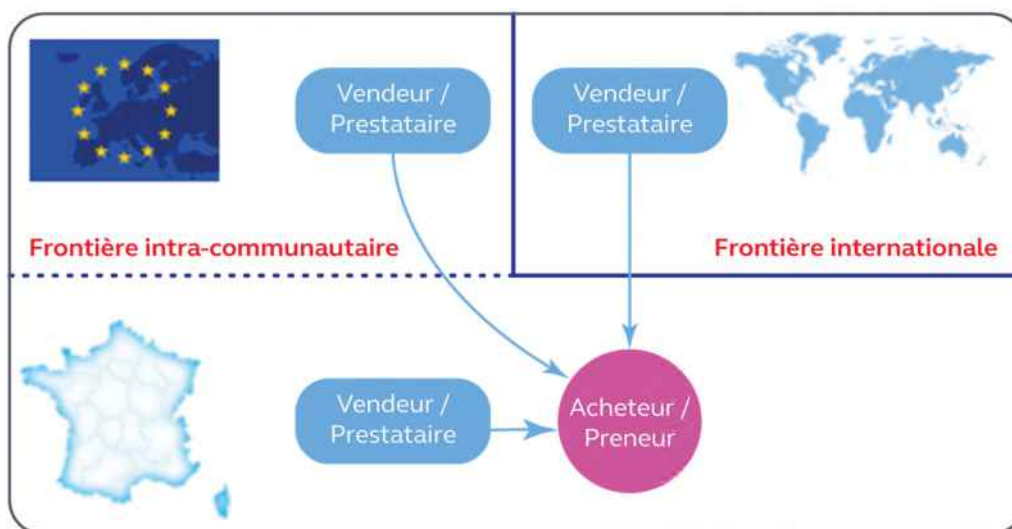 Vendeur /
Prestataire
Vendeur /
Prestataire
Frontière intra-communautaire
Frontière internationale
Vendeur /
Prestataire
Acheteur /
Preneur